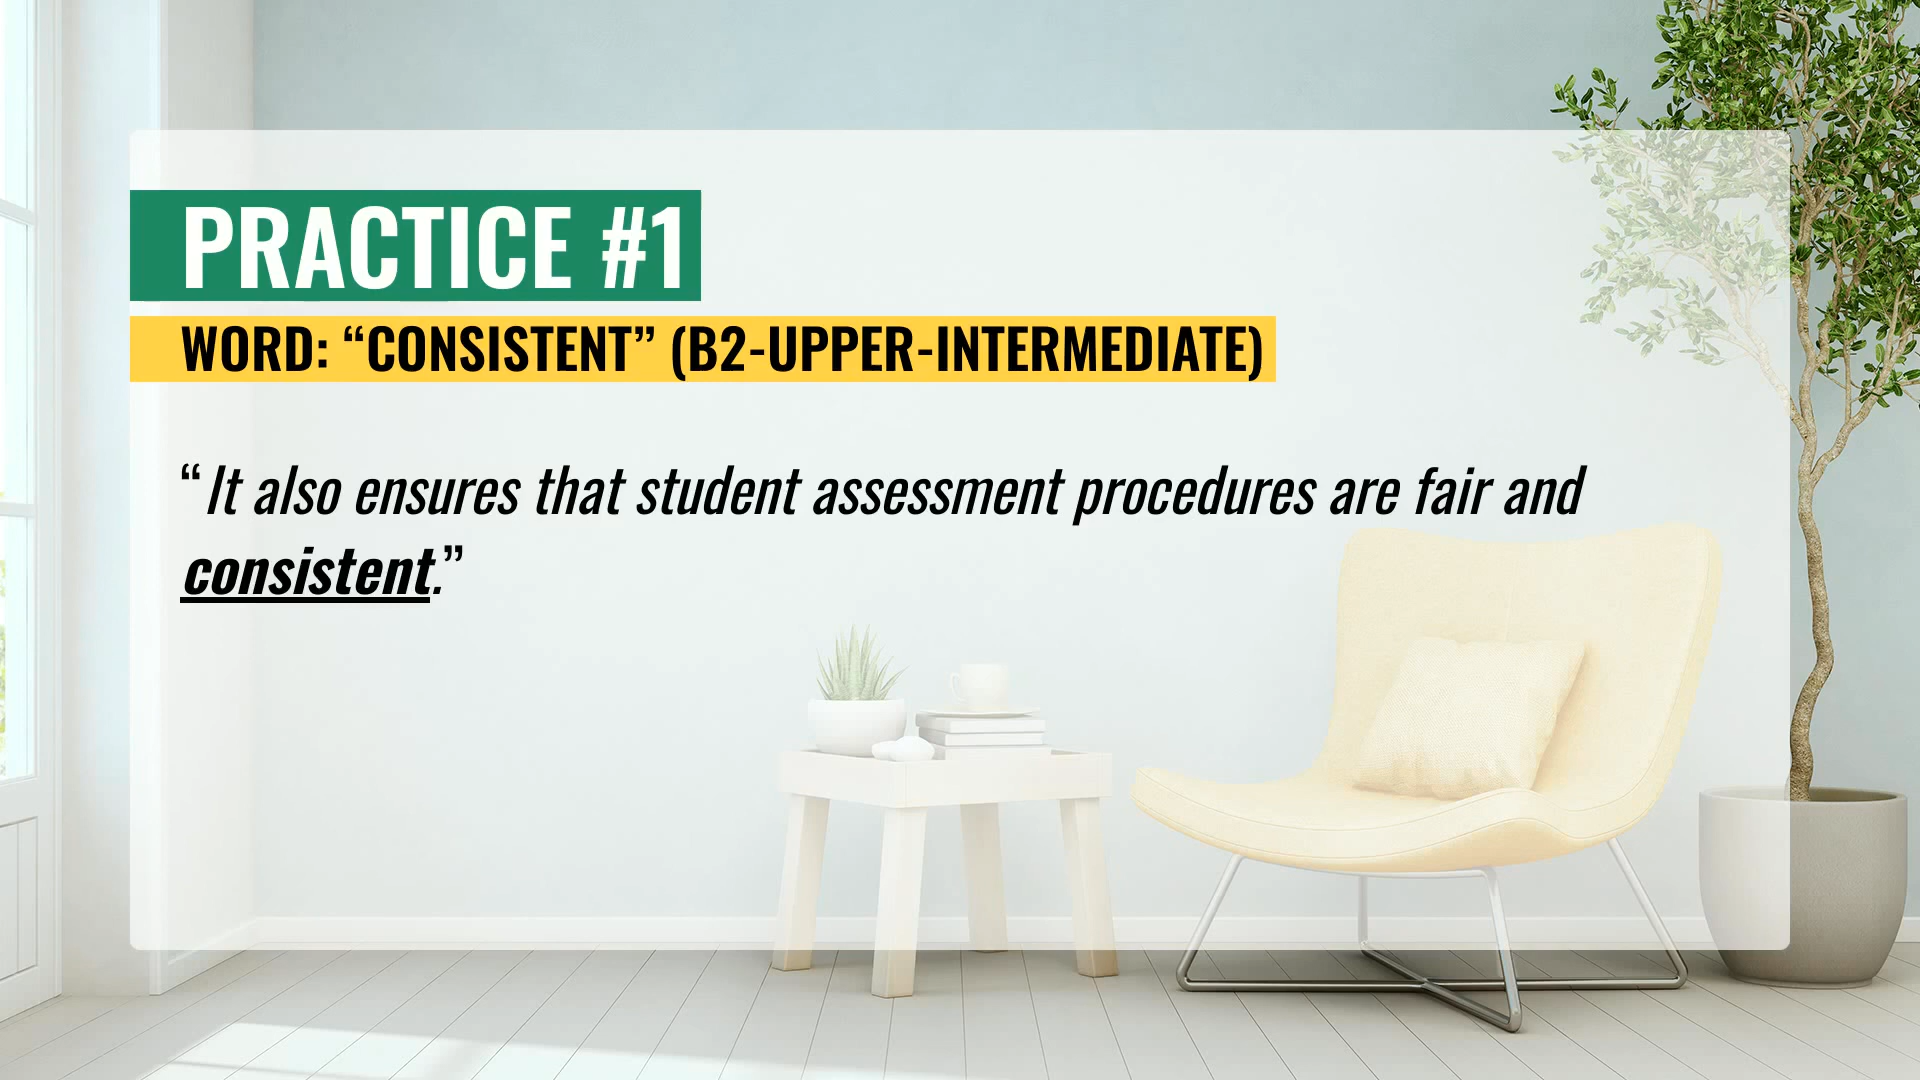 PRACTICE #1
WORD: “CONSISTENT” (B2-UPPER-INTERMEDIATE)
“It also ensures that student assessment procedures are fair and
consistent.”